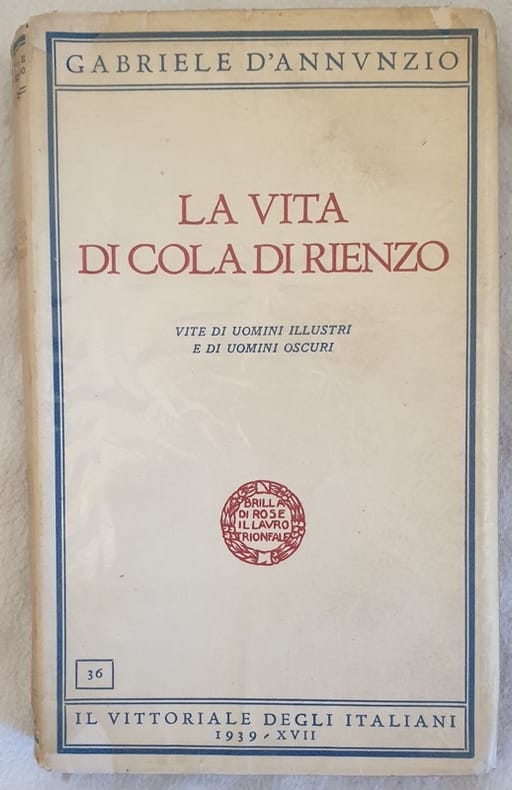 GABRIELE D'ANNVNZIO
LA VITA
DI COLA DI RIENZO
VITE DI UOMINI ILLUSTRI
E DI UOMINI OSCURI
BRILLA
DI ROSE
IL LAVRO
TRIONFALE
36
IL VITTORIALE DEGLI ITALIANI
1939 - XVII